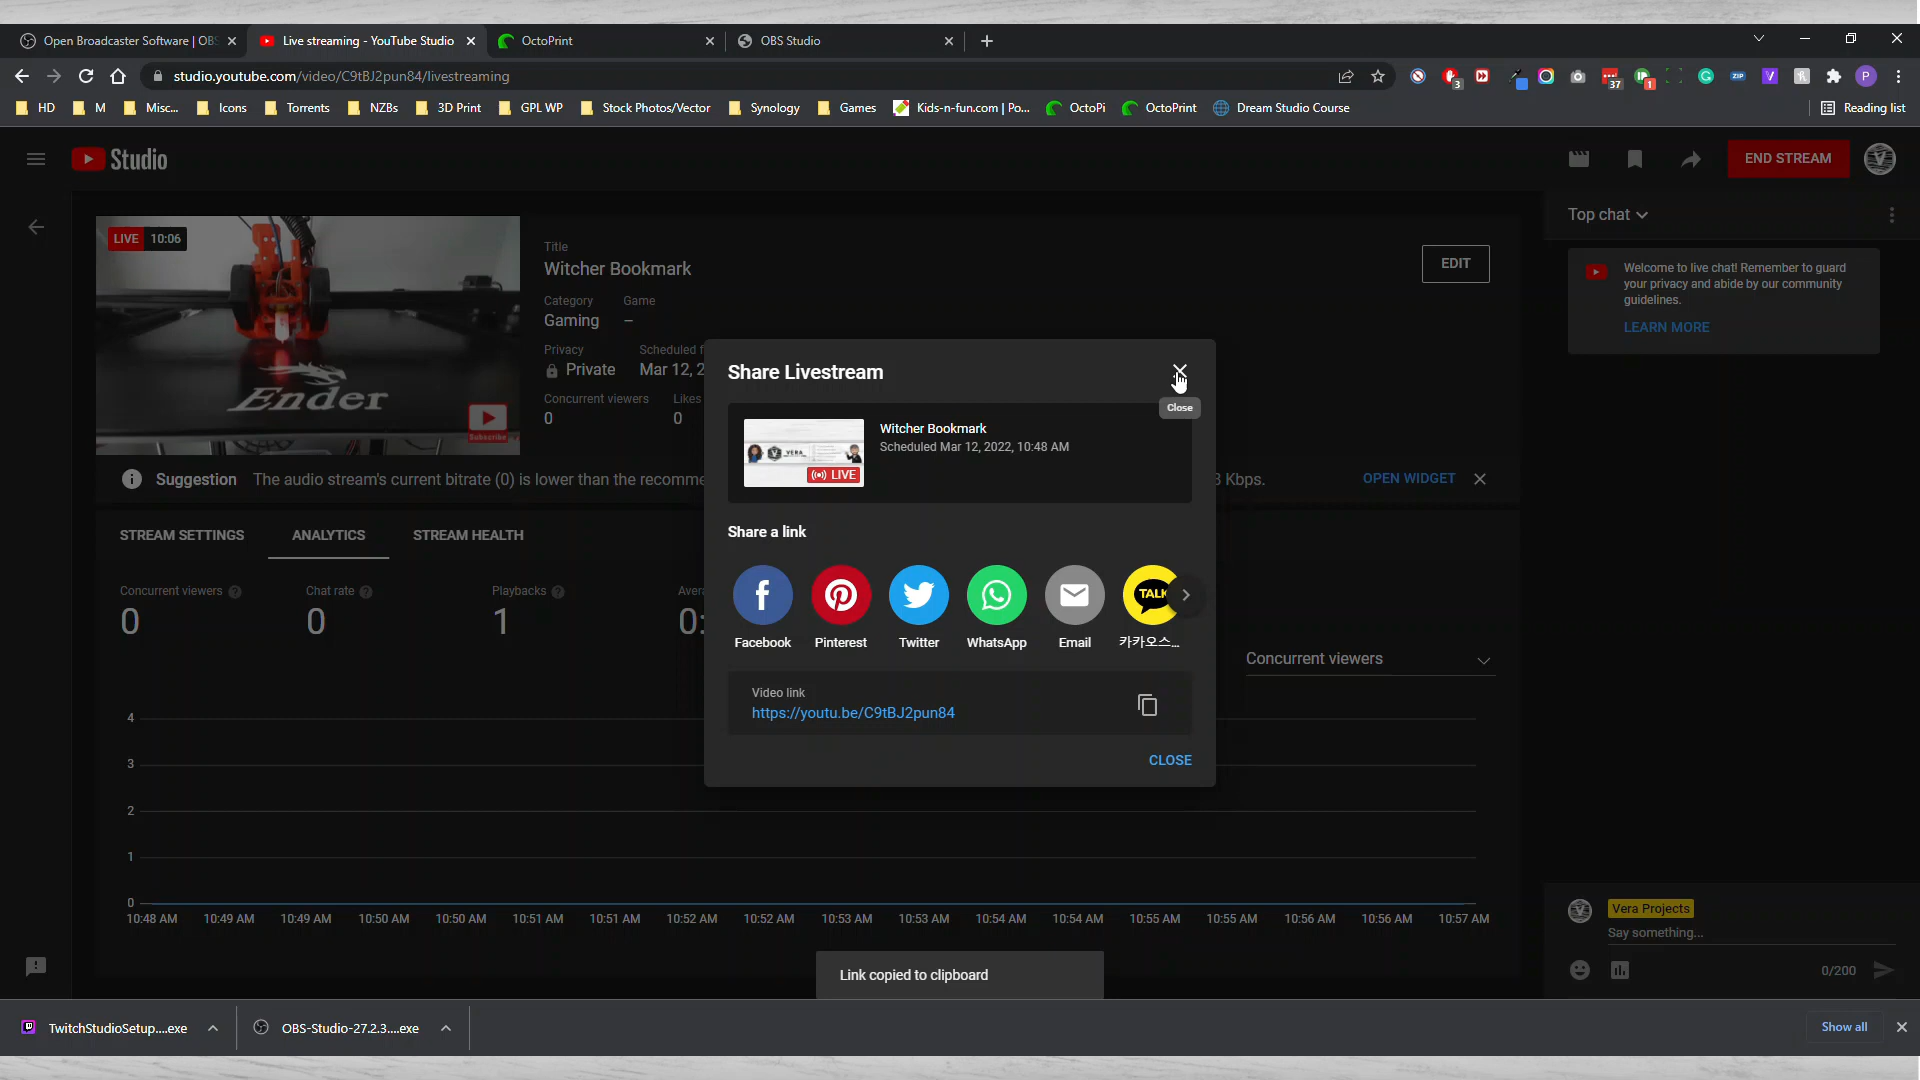 Open Broadcaster Software | OBS
Live streaming - YouTube Studio
OctoPrint
OBS Studio
studio.youtube.com/video/C9tBJ2pun84/livestreaming
3
37
1
ZIP
P
HD
M
Misc...
Icons
Torrents
NZBs
3D Print
GPL WP
Stock Photos/Vector
Synology
Games
Kids-n-fun.com | Po...
OctoPi
OctoPrint
Dream Studio Course
Reading list
Studio
END STREAM
LIVE 10:06
Ender
Subscribe
Title
Witcher Bookmark
EDIT
Category Game
Gaming –
Privacy Scheduled f
Private Mar 12, 2
Concurrent viewers Likes
0 0
Top chat
Welcome to live chat! Remember to guard
your privacy and abide by our community
guidelines.
LEARN MORE
Suggestion The audio stream's current bitrate (0) is lower than the recomme
Kbps.
OPEN WIDGET
Share Livestream
Close
VERA
LIVE
Witcher Bookmark
Scheduled Mar 12, 2022, 10:48 AM
Share a link
TALK
Facebook Pinterest Twitter WhatsApp Email 카카오스...
Video link
https://youtu.be/C9tBJ2pun84
CLOSE
STREAM SETTINGS ANALYTICS STREAM HEALTH
Concurrent viewers Chat rate Playbacks Aver
0 0 1 0:
Concurrent viewers
4
3
2
1
0
10:48 AM 10:49 AM 10:49 AM 10:50 AM 10:50 AM 10:51 AM 10:51 AM 10:52 AM 10:52 AM 10:53 AM 10:53 AM 10:54 AM 10:54 AM 10:55 AM 10:55 AM 10:56 AM 10:56 AM 10:57 AM
Vera Projects
Say something...
0/200
Link copied to clipboard
TwitchStudioSetup....exe
OBS-Studio-27.2.3....exe
Show all